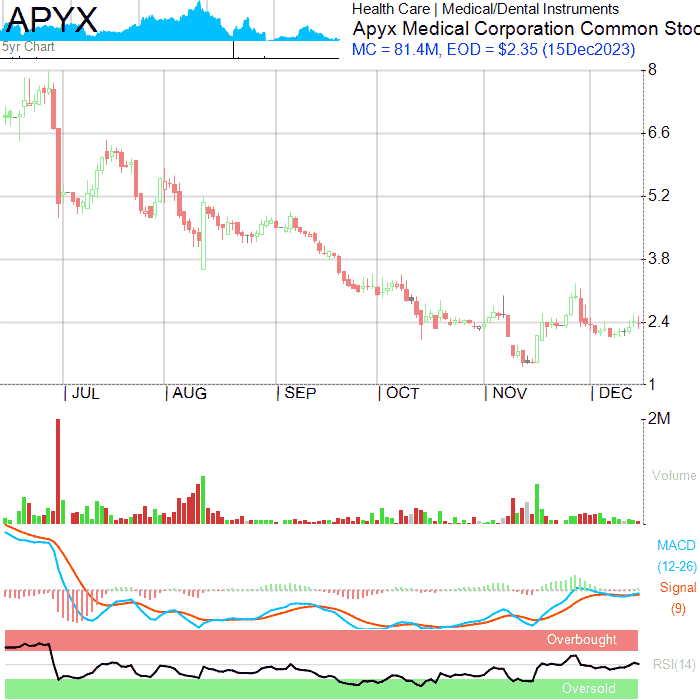 APYX
5yr Chart
Health Care | Medical/Dental Instruments
Apyx Medical Corporation Common Stoc
MC = 81.4M, EOD = $2.35 (15Dec2023)
8
6.6
5.2
3.8
2.4
1
| JUL | AUG | SEP | OCT | NOV | DEC
2M
Volume
MACD
(12-26)
Signal
(9)
Overbought
RSI(14)
Oversold